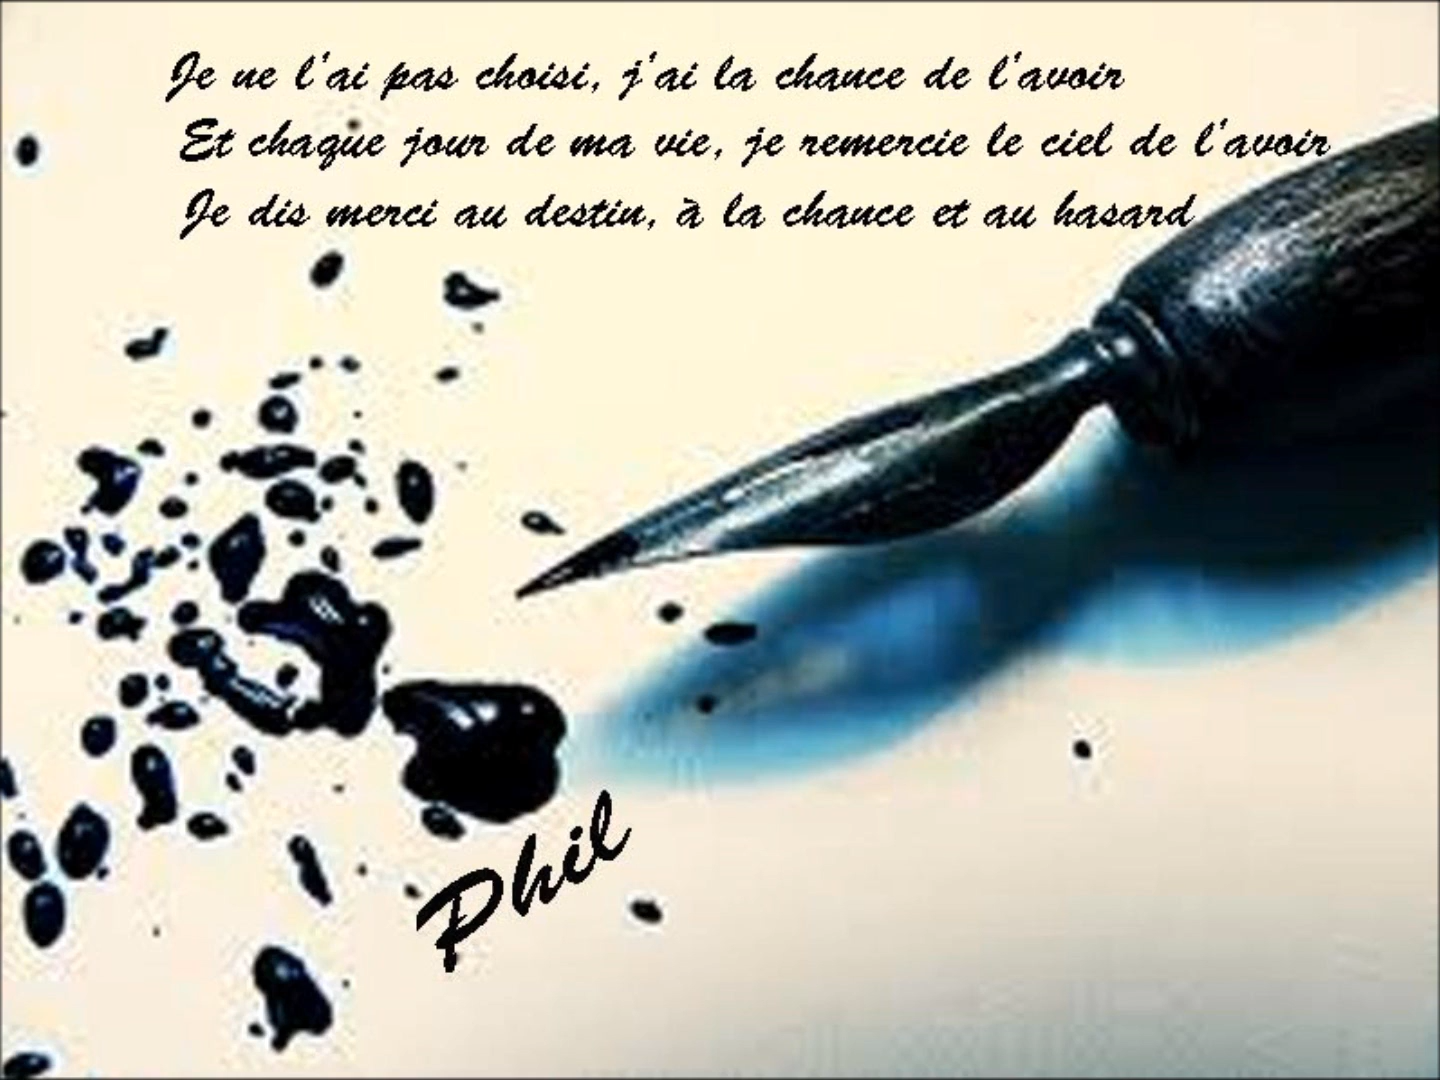 Je ne l'ai pas choisi, j'ai la chance de l'avoir
Et chaque jour de ma vie, je remercie le ciel de l'avoir
Je dis merci au destin, à la chance et au hasard
Phil